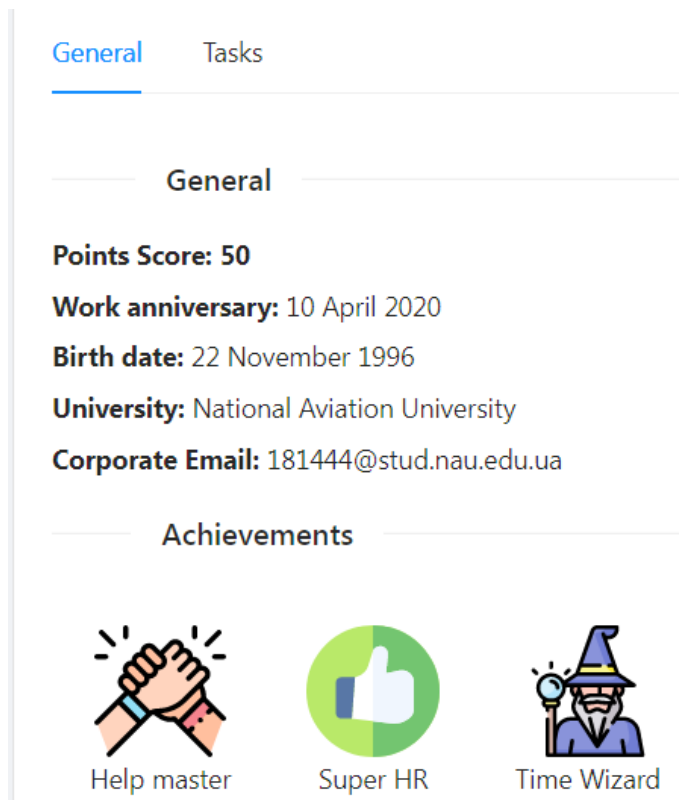 General Tasks
General
Points Score: 50
Work anniversary: 10 April 2020
Birth date: 22 November 1996
University: National Aviation University
Corporate Email: 181444@stud.nau.edu.ua
Achievements
Help master Super HR Time Wizard